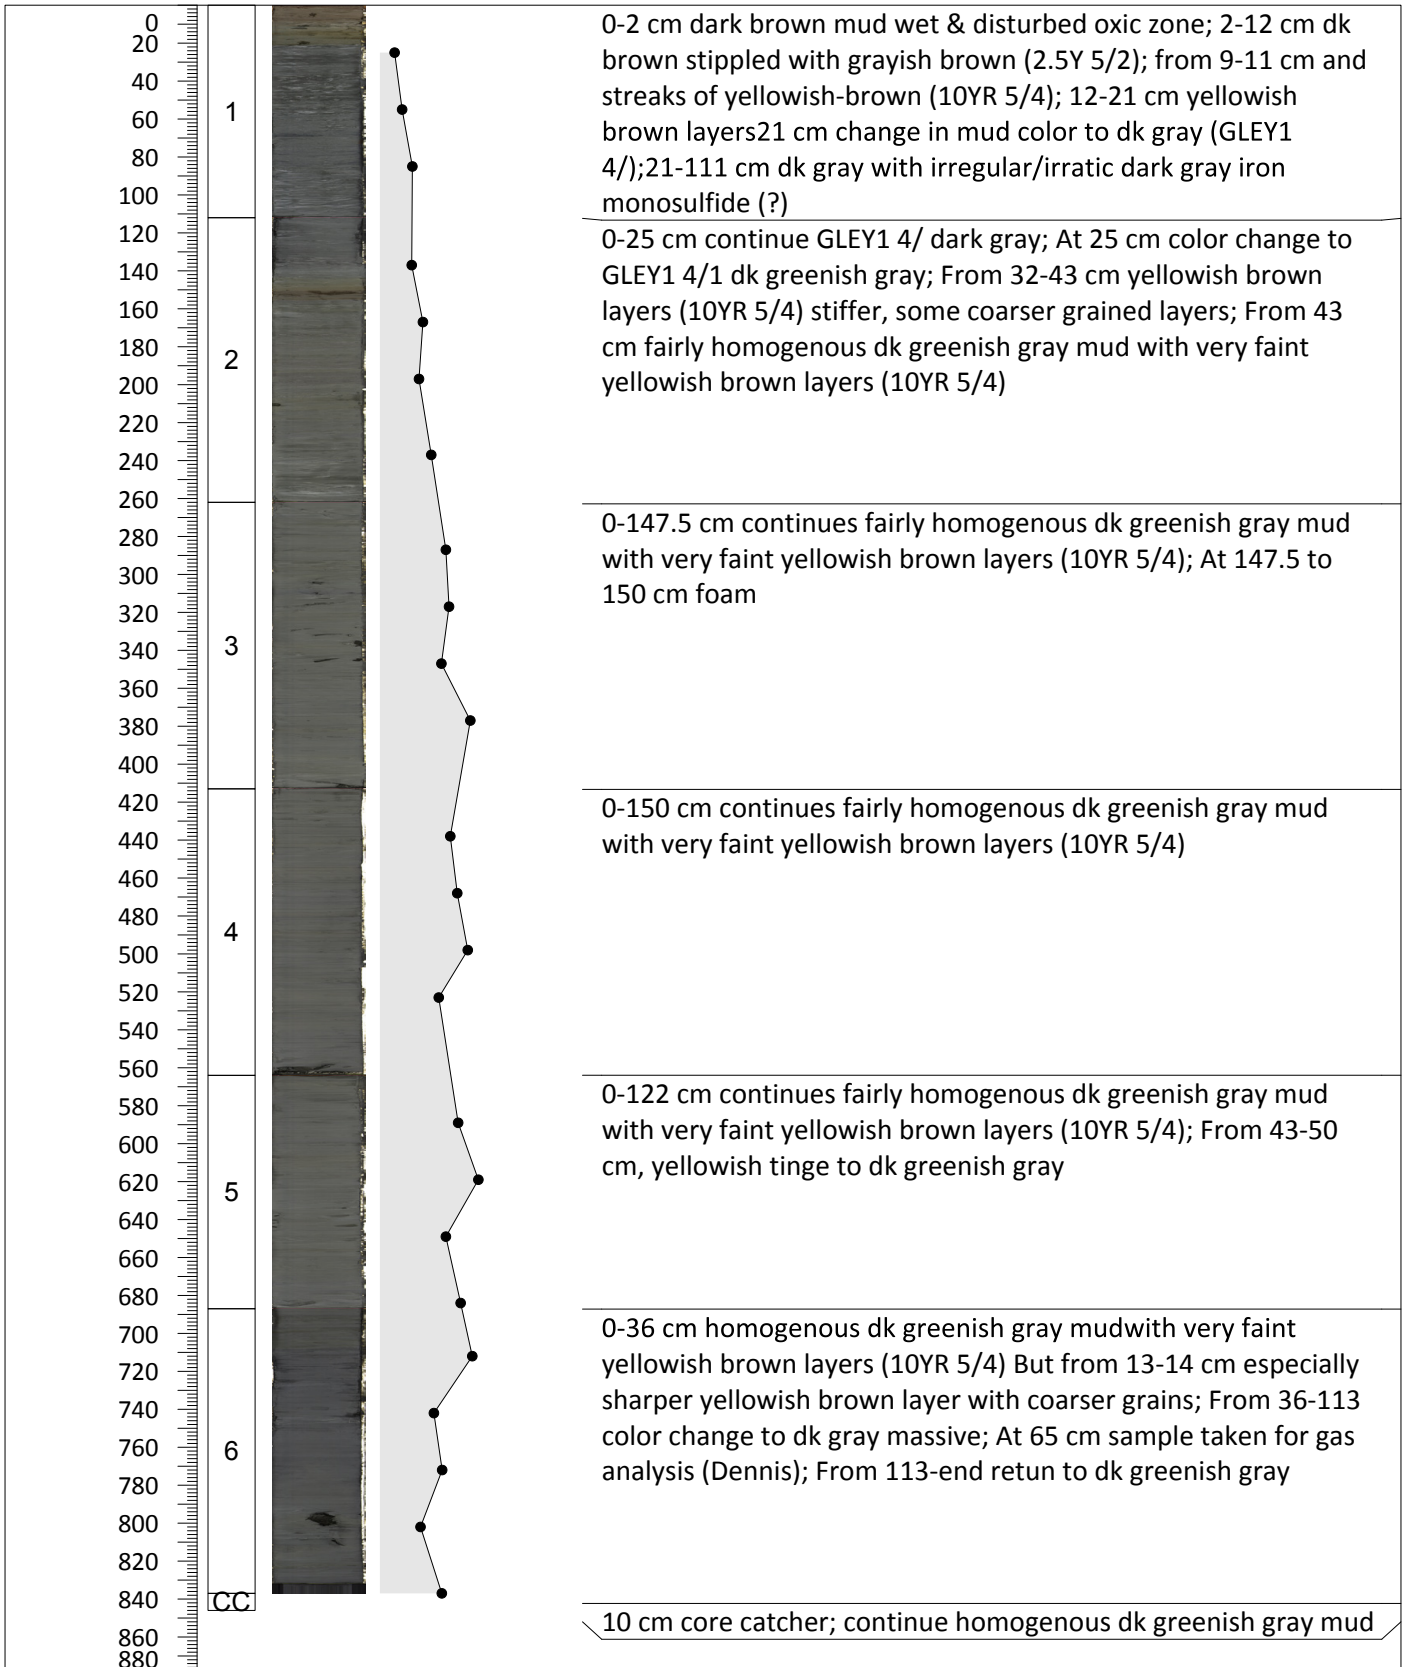 0
20
40
60
80
100
120
140
160
180
200
220
240
260
280
300
320
340
360
380
400
420
440
460
480
500
520
540
560
580
600
620
640
660
680
700
720
740
760
780
800
820
840
860
880
1
2
3
4
5
6
CC
0-2 cm dark brown mud wet & disturbed oxic zone; 2-12 cm dk
brown stippled with grayish brown (2.5Y 5/2); from 9-11 cm and
streaks of yellowish-brown (10YR 5/4); 12-21 cm yellowish
brown layers21 cm change in mud color to dk gray (GLEY1
4/);21-111 cm dk gray with irregular/irratic dark gray iron
monosulfide (?)
0-25 cm continue GLEY1 4/ dark gray; At 25 cm color change to
GLEY1 4/1 dk greenish gray; From 32-43 cm yellowish brown
layers (10YR 5/4) stiffer, some coarser grained layers; From 43
cm fairly homogenous dk greenish gray mud with very faint
yellowish brown layers (10YR 5/4)
0-147.5 cm continues fairly homogenous dk greenish gray mud
with very faint yellowish brown layers (10YR 5/4); At 147.5 to
150 cm foam
0-150 cm continues fairly homogenous dk greenish gray mud
with very faint yellowish brown layers (10YR 5/4)
0-122 cm continues fairly homogenous dk greenish gray mud
with very faint yellowish brown layers (10YR 5/4); From 43-50
cm, yellowish tinge to dk greenish gray
0-36 cm homogenous dk greenish gray mudwith very faint
yellowish brown layers (10YR 5/4) But from 13-14 cm especially
sharper yellowish brown layer with coarser grains; From 36-113
color change to dk gray massive; At 65 cm sample taken for gas
analysis (Dennis); From 113-end retun to dk greenish gray
10 cm core catcher; continue homogenous dk greenish gray mud